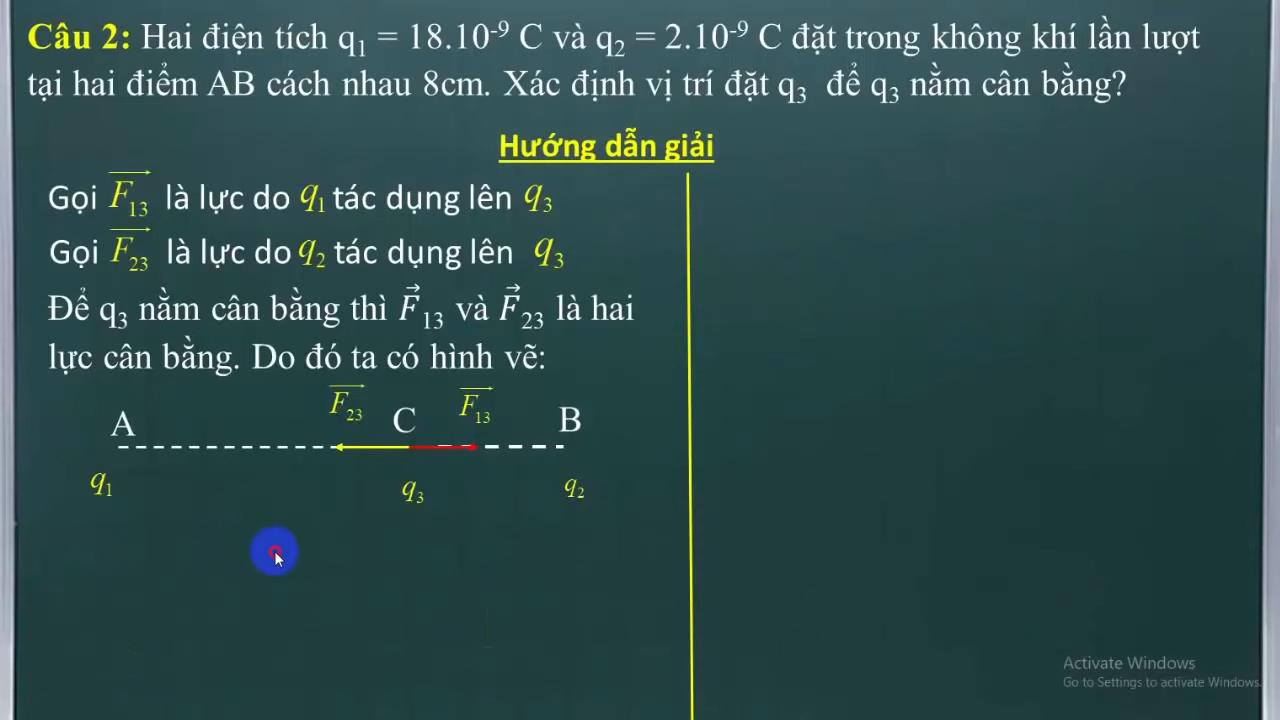 Câu 2: Hai điện tích q₁ = 18.10⁻⁹ C và q₂ = 2.10⁻⁹ C đặt trong không khí lần lượt
tại hai điểm AB cách nhau 8cm. Xác định vị trí đặt q₃ để q₃ nằm cân bằng?
Hướng dẫn giải
Gọi F₁₃ là lực do q₁ tác dụng lên q₃
Gọi F₂₃ là lực do q₂ tác dụng lên q₃
Để q₃ nằm cân bằng thì F⃗₁₃ và F⃗₂₃ là hai
lực cân bằng. Do đó ta có hình vẽ:
F₂₃ F₁₃
A C B
q₁ q₃ q₂
Activate Windows
Go to Settings to activate Windows.